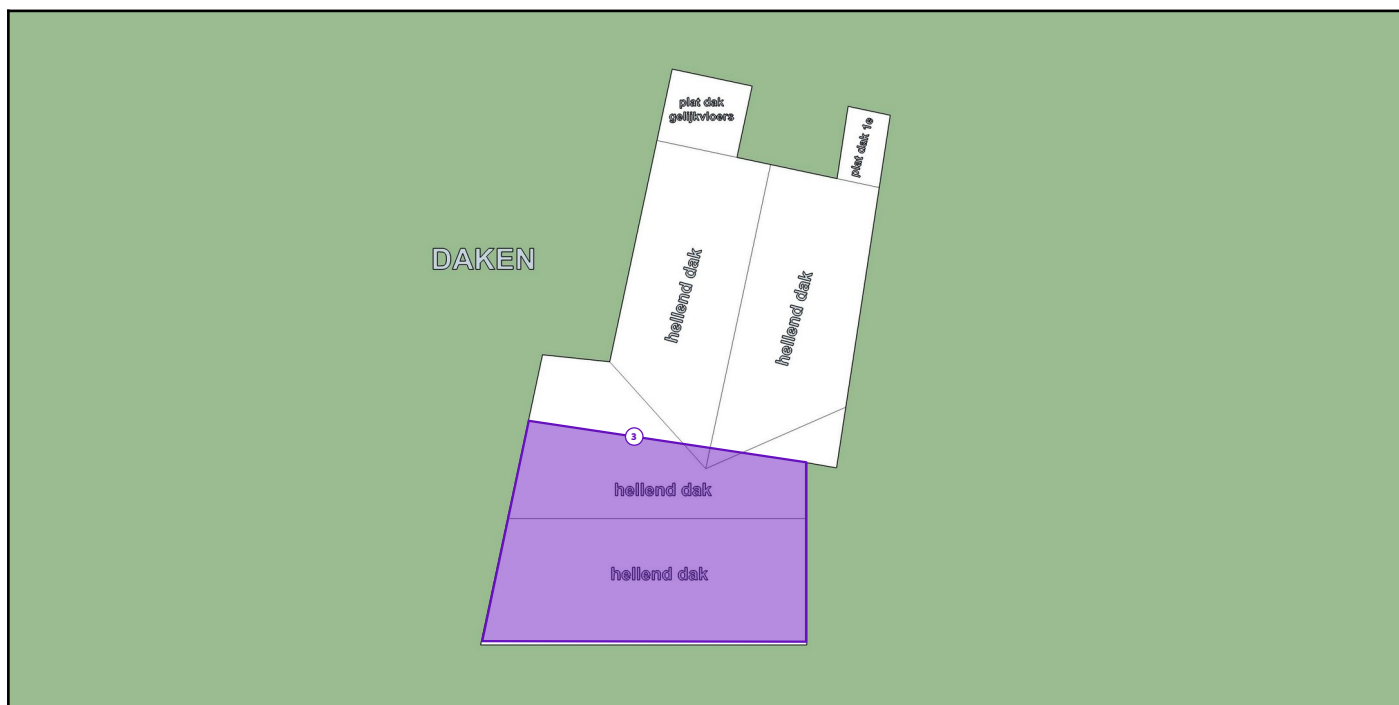 plat dak
gelijkvloers
plat dak 1e
DAKEN
hellend dak
hellend dak
3
hellend dak
hellend dak